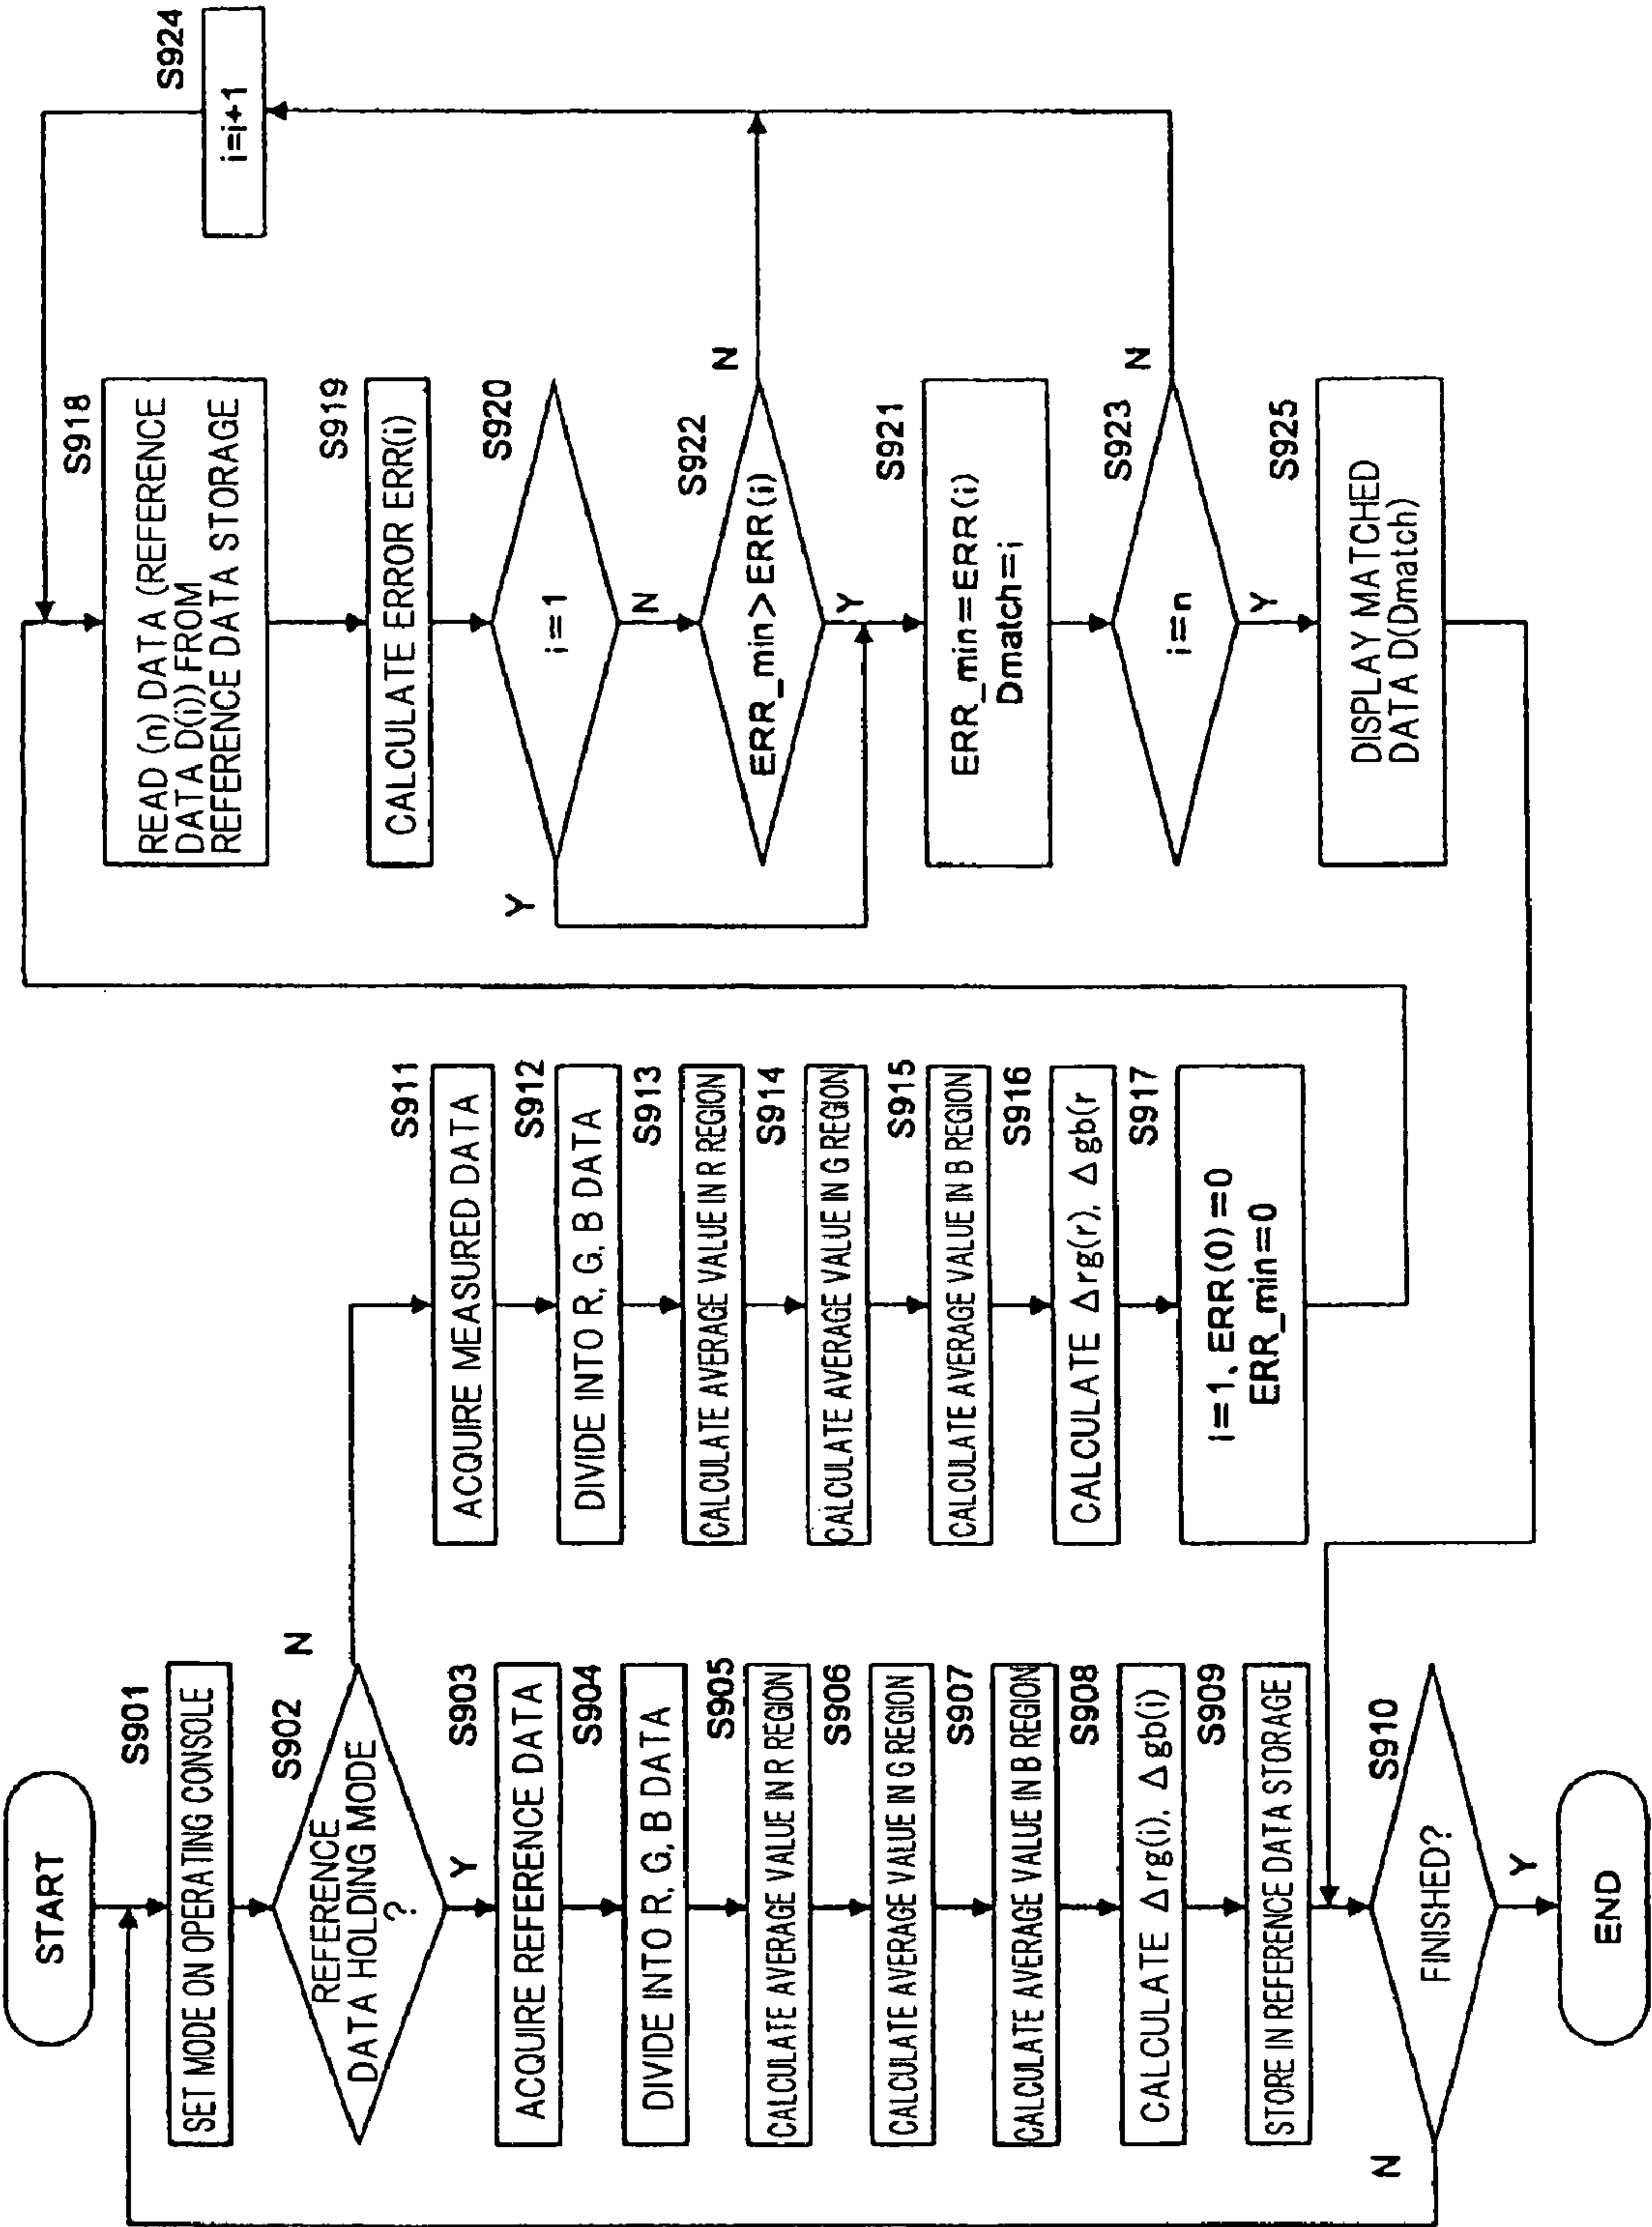 START
S901
SET MODE ON OPERATING CONSOLE
S902
REFERENCE
DATA HOLDING MODE
?
N
Y
S903
ACQUIRE REFERENCE DATA
S904
DIVIDE INTO R, G, B DATA
S905
CALCULATE AVERAGE VALUE IN R REGION
S906
CALCULATE AVERAGE VALUE IN G REGION
S907
CALCULATE AVERAGE VALUE IN B REGION
S908
CALCULATE Δrg(i), Δgb(i)
S909
STORE IN REFERENCE DATA STORAGE
S910
FINISHED?
N
Y
END
S911
ACQUIRE MEASURED DATA
S912
DIVIDE INTO R, G, B DATA
S913
CALCULATE AVERAGE VALUE IN R REGION
S914
CALCULATE AVERAGE VALUE IN G REGION
S915
CALCULATE AVERAGE VALUE IN B REGION
S916
CALCULATE Δrg(r), Δgb(r
S917
i=1, ERR(0)=0
ERR_min=0
S918
READ (n) DATA (REFERENCE
DATA D(i)) FROM
REFERENCE DATA STORAGE
S919
CALCULATE ERROR ERR(i)
S920
i=1
Y
N
S922
ERR_min>ERR(i)
N
Y
S921
ERR_min=ERR(i)
Dmatch=i
S923
i=n
N
Y
S925
DISPLAY MATCHED
DATA D(Dmatch)
S924
i=i+1